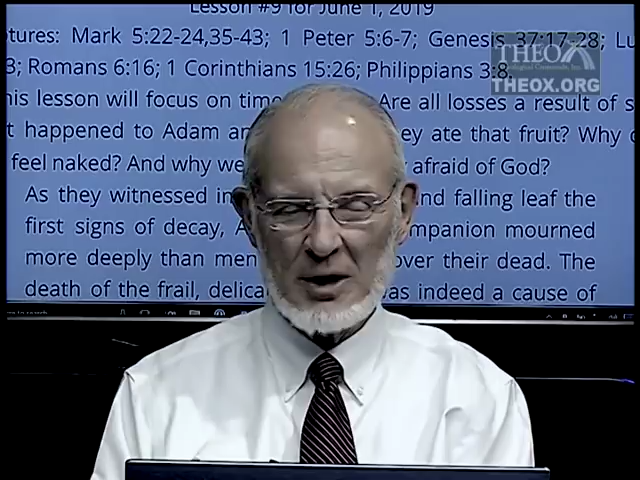 Lesson #9 for June 1, 2019
tures: Mark 5:22-24,35-43; 1 Peter 5:6-7; Genesis 37:17-28; Lu
3; Romans 6:16; 1 Corinthians 15:26; Philippians 3:8.
THEOX
THEOX.ORG
his lesson will focus on time Are all losses a result of s
t happened to Adam an ey ate that fruit? Why
feel naked? And why we afraid of God?
As they witnessed in and falling leaf the
first signs of decay, A mpanion mourned
more deeply than men over their dead. The
death of the frail, delica as indeed a cause of